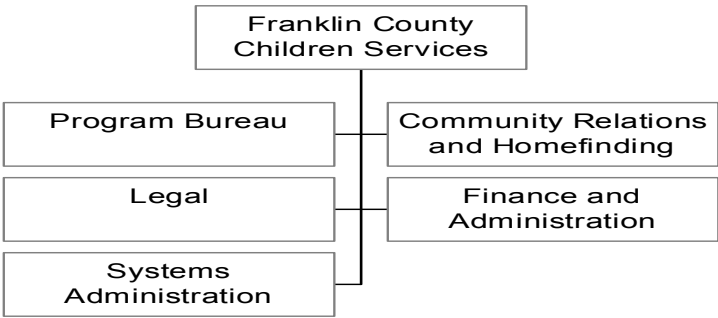 Franklin County
Children Services
Program Bureau
Community Relations
and Homefinding
Legal
Finance and
Administration
Systems
Administration